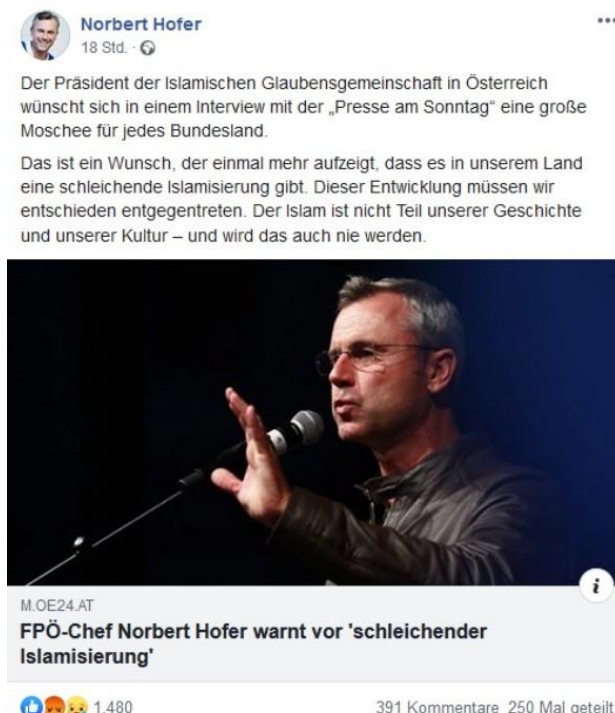 Norbert Hofer
18 Std. ·
Der Präsident der Islamischen Glaubensgemeinschaft in Österreich
wünscht sich in einem Interview mit der „Presse am Sonntag“ eine große
Moschee für jedes Bundesland.
Das ist ein Wunsch, der einmal mehr aufzeigt, dass es in unserem Land
eine schleichende Islamisierung gibt. Dieser Entwicklung müssen wir
entschieden entgegentreten. Der Islam ist nicht Teil unserer Geschichte
und unserer Kultur – und wird das auch nie werden.
M.OE24.AT
FPÖ-Chef Norbert Hofer warnt vor 'schleichender
Islamisierung'
1.480
391 Kommentare 250 Mal geteilt